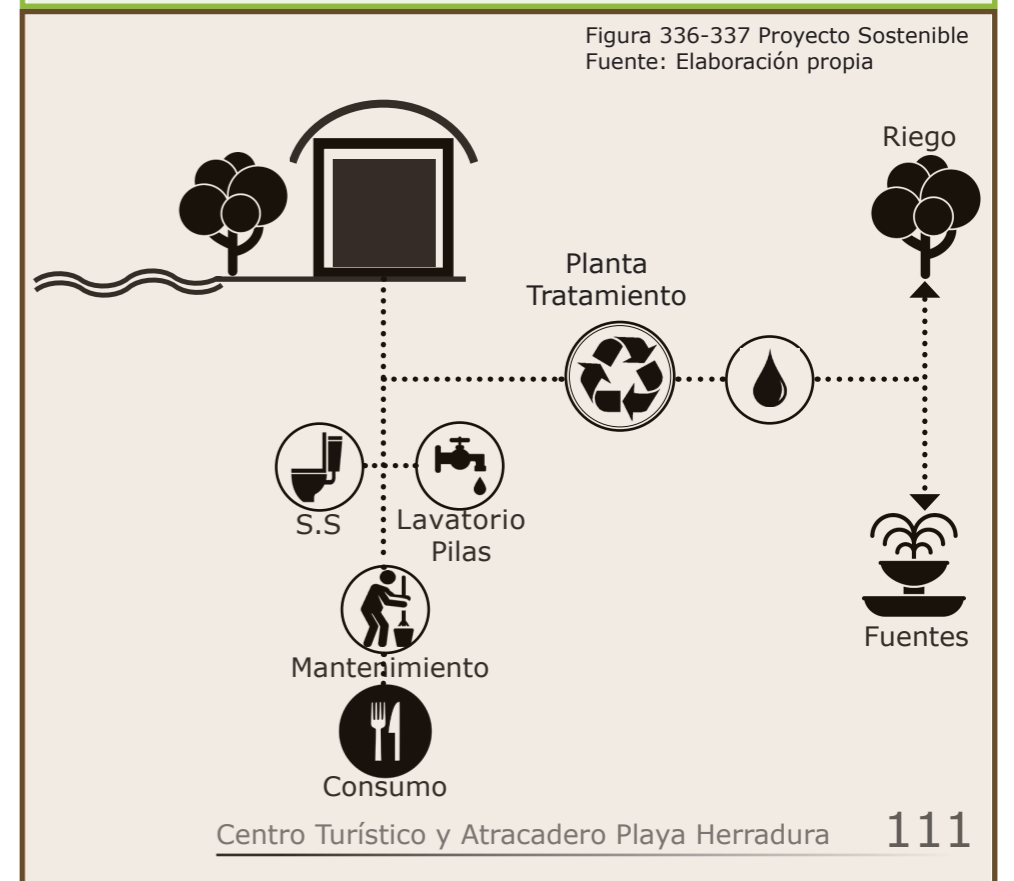 Figura 336-337 Proyecto Sostenible
Fuente: Elaboración propia
Riego
Planta
Tratamiento
S.S
Lavatorio
Pilas
Fuentes
Mantenimiento
Consumo
Centro Turístico y Atracadero Playa Herradura
111